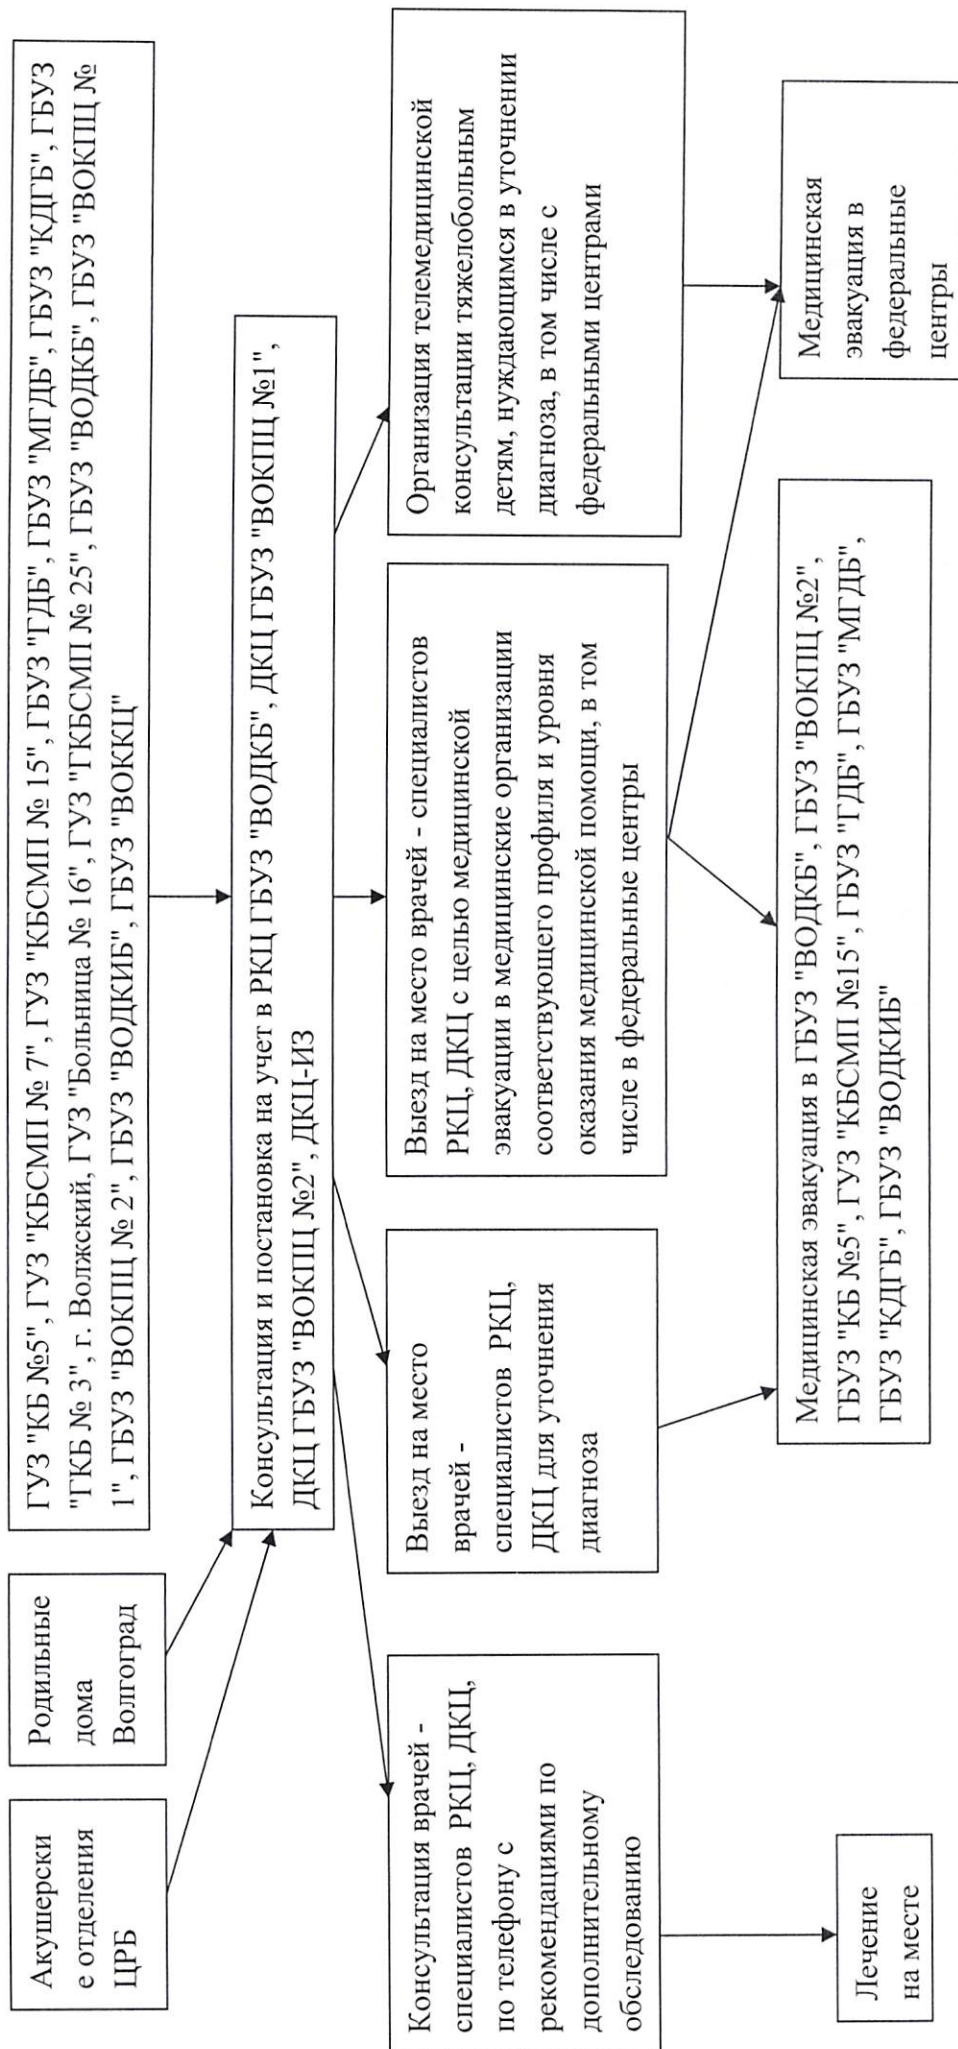 Акушерски
е отделения
ЦРБ
Родильные
дома
Волгоград
ГУЗ "КБ №5", ГУЗ "КБСМП № 7", ГУЗ "КБСМП № 15", ГБУЗ "ГДБ", ГБУЗ "МГДБ", ГБУЗ "КДГБ", ГБУЗ
"ГКБ № 3", г. Волжский, ГУЗ "Больница № 16", ГУЗ "ГКБСМП № 25", ГБУЗ "ВОДКБ", ГБУЗ "ВОКПЦ №
1", ГБУЗ "ВОКПЦ № 2", ГБУЗ "ВОДКИБ", ГБУЗ "ВОККЦ"
Консультация и постановка на учет в РКЦ ГБУЗ "ВОДКБ", ДКЦ ГБУЗ "ВОКПЦ №1",
ДКЦ ГБУЗ "ВОКПЦ №2", ДКЦ-ИЗ
Консультация врачей -
специалистов РКЦ, ДКЦ,
по телефону с
рекомендациями по
дополнительному
обследованию
Выезд на место
врачей -
специалистов РКЦ,
ДКЦ для уточнения
диагноза
Выезд на место врачей - специалистов
РКЦ, ДКЦ с целью медицинской
эвакуации в медицинские организации
соответствующего профиля и уровня
оказания медицинской помощи, в том
числе в федеральные центры
Организация телемедицинской
консультации тяжелобольным
детям, нуждающимся в уточнении
диагноза, в том числе с
федеральными центрами
Лечение
на месте
Медицинская эвакуация в ГБУЗ "ВОДКБ", ГБУЗ "ВОКПЦ №2",
ГБУЗ "КБ №5", ГУЗ "КБСМП №15", ГБУЗ "ГДБ", ГБУЗ "МГДБ",
ГБУЗ "КДГБ", ГБУЗ "ВОДКИБ"
Медицинская
эвакуация в
федеральные
центры